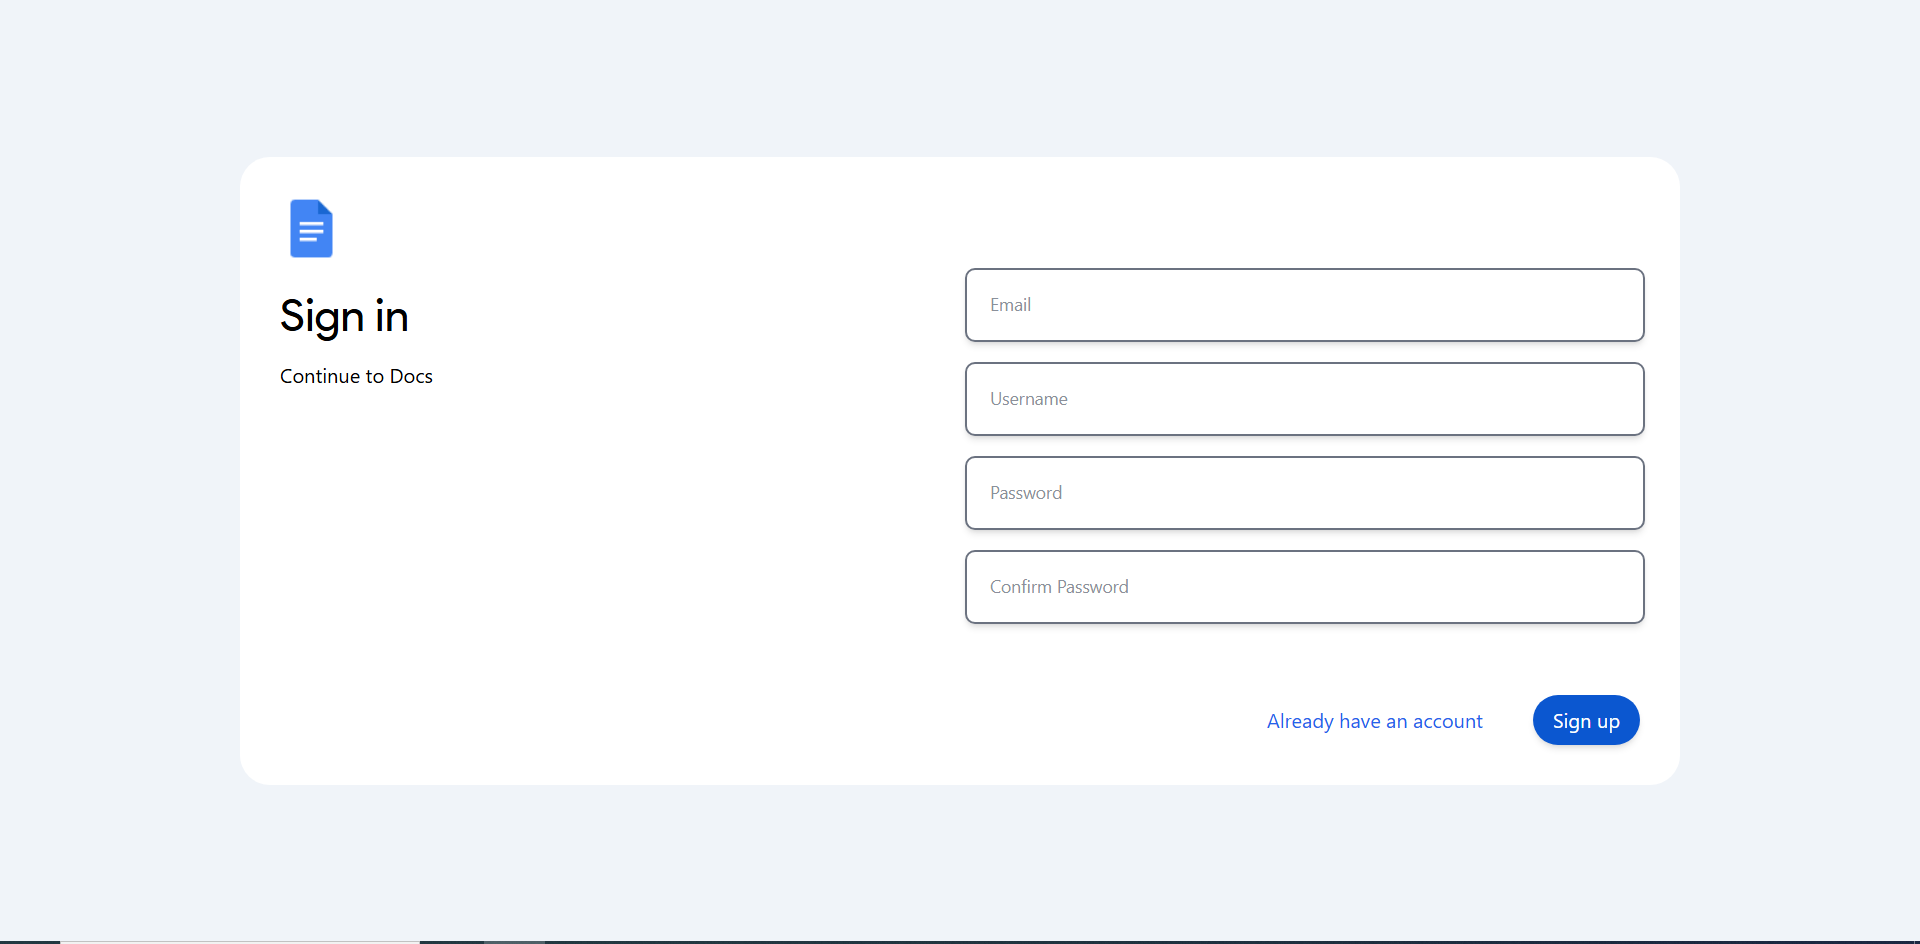 Sign in
Continue to Docs
Email
Username
Password
Confirm Password
Already have an account
Sign up